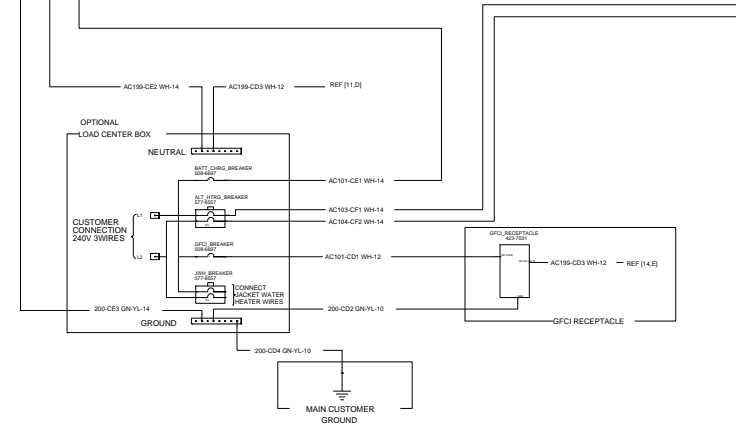 AC199-CE2 WH-14
AC199-CD3 WH-12
REF [11,D]
OPTIONAL
LOAD CENTER BOX
NEUTRAL
BATT_CHRG_BREAKER
508-6697
AC101-CE1 WH-14
ALT_HTRG_BREAKER
577-8557
AC103-CF1 WH-14
L1
CUSTOMER
CONNECTION
240V 3WIRES
AC104-CF2 WH-14
GFCI_RECEPTACLE
423-7031
GFCI_BREAKER
508-6697
L2
AC101-CD1 WH-12
AC199-CD3 WH-12
REF [14,E]
JWH_BREAKER
577-8557
CONNECT
JACKET WATER
HEATER WIRES
200-CE3 GN-YL-14
200-CD2 GN-YL-10
GROUND
GFCI RECEPTACLE
200-CD4 GN-YL-10
MAIN CUSTOMER
GROUND